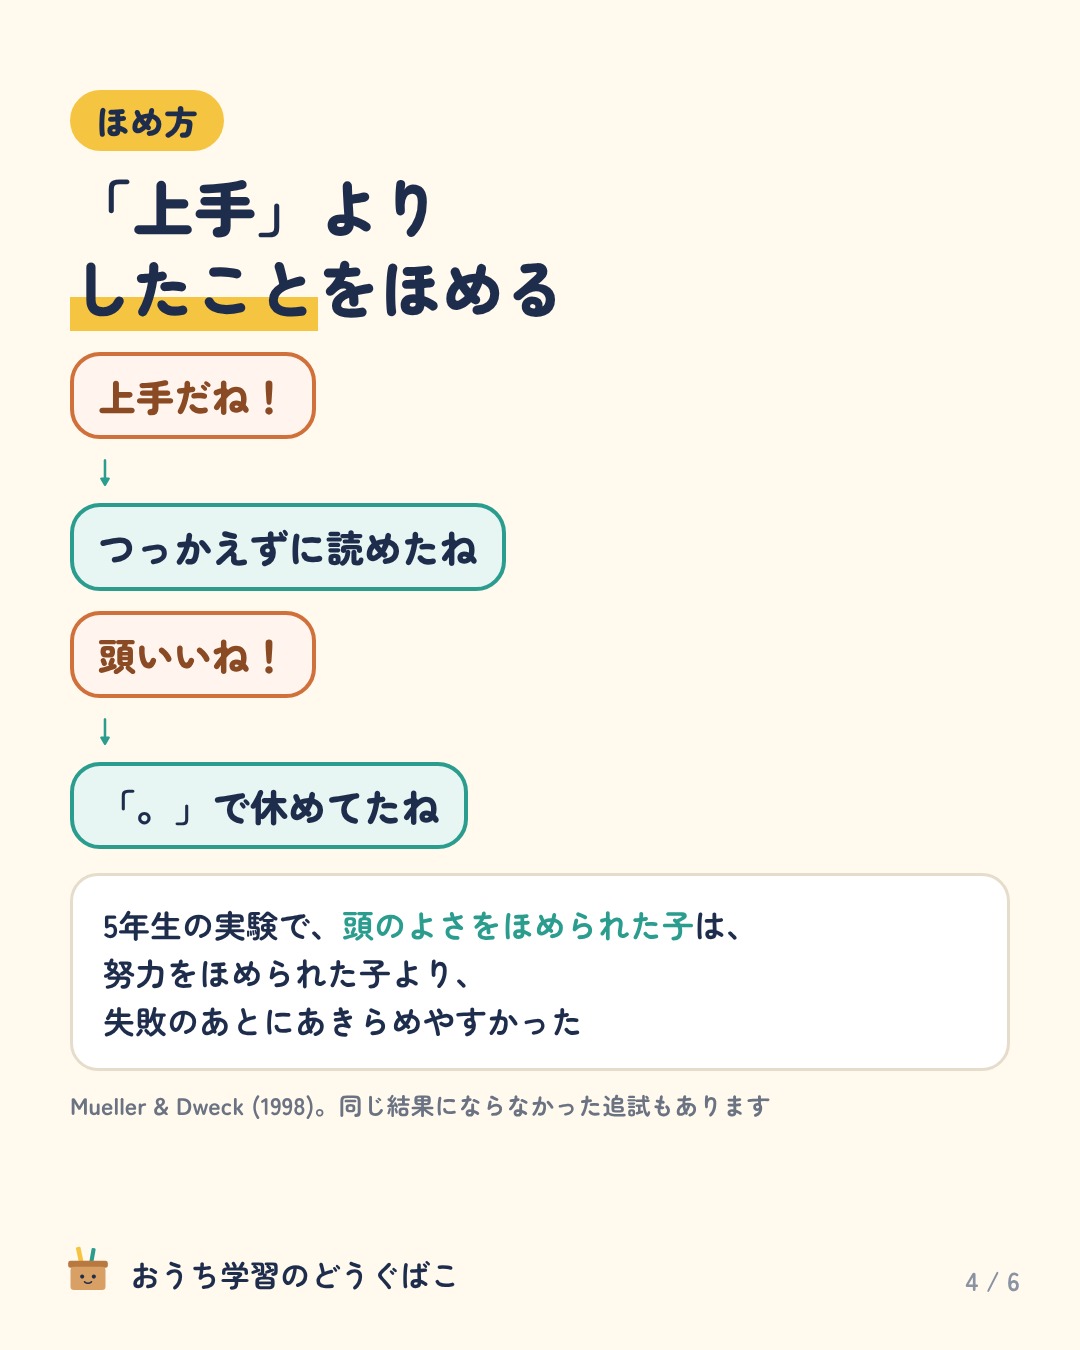 ほめ方
「上手」より
したことをほめる
上手だね！
↓
つっかえずに読めたね
頭いいね！
↓
「。」で休めてたね
5年生の実験で、頭のよさをほめられた子は、
努力をほめられた子より、
失敗のあとにあきらめやすかった
Mueller & Dweck (1998)。同じ結果にならなかった追試もあります
おうち学習のどうぐばこ
4 / 6